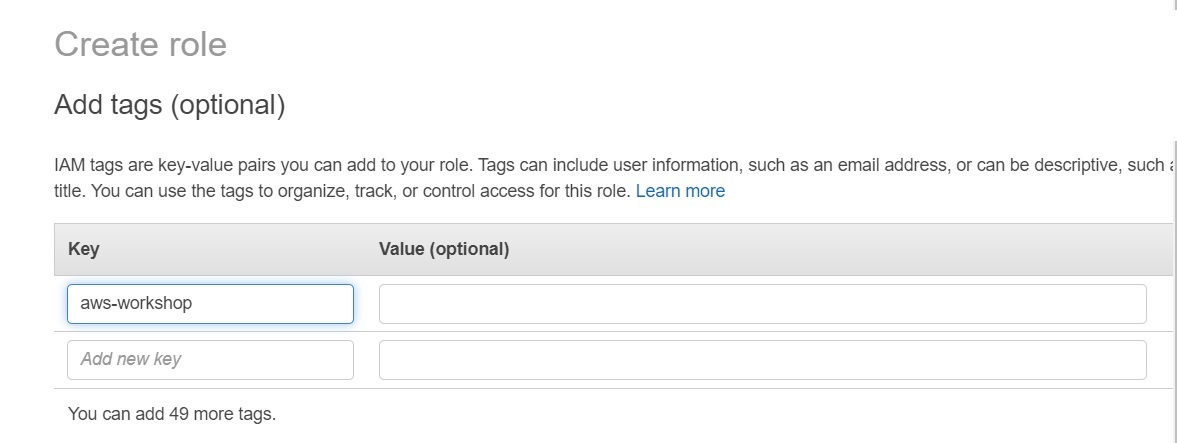 Create role
Add tags (optional)
IAM tags are key-value pairs you can add to your role. Tags can include user information, such as an email address, or can be descriptive, such
title. You can use the tags to organize, track, or control access for this role. Learn more
Key Value (optional)
aws-workshop
Add new key
You can add 49 more tags.